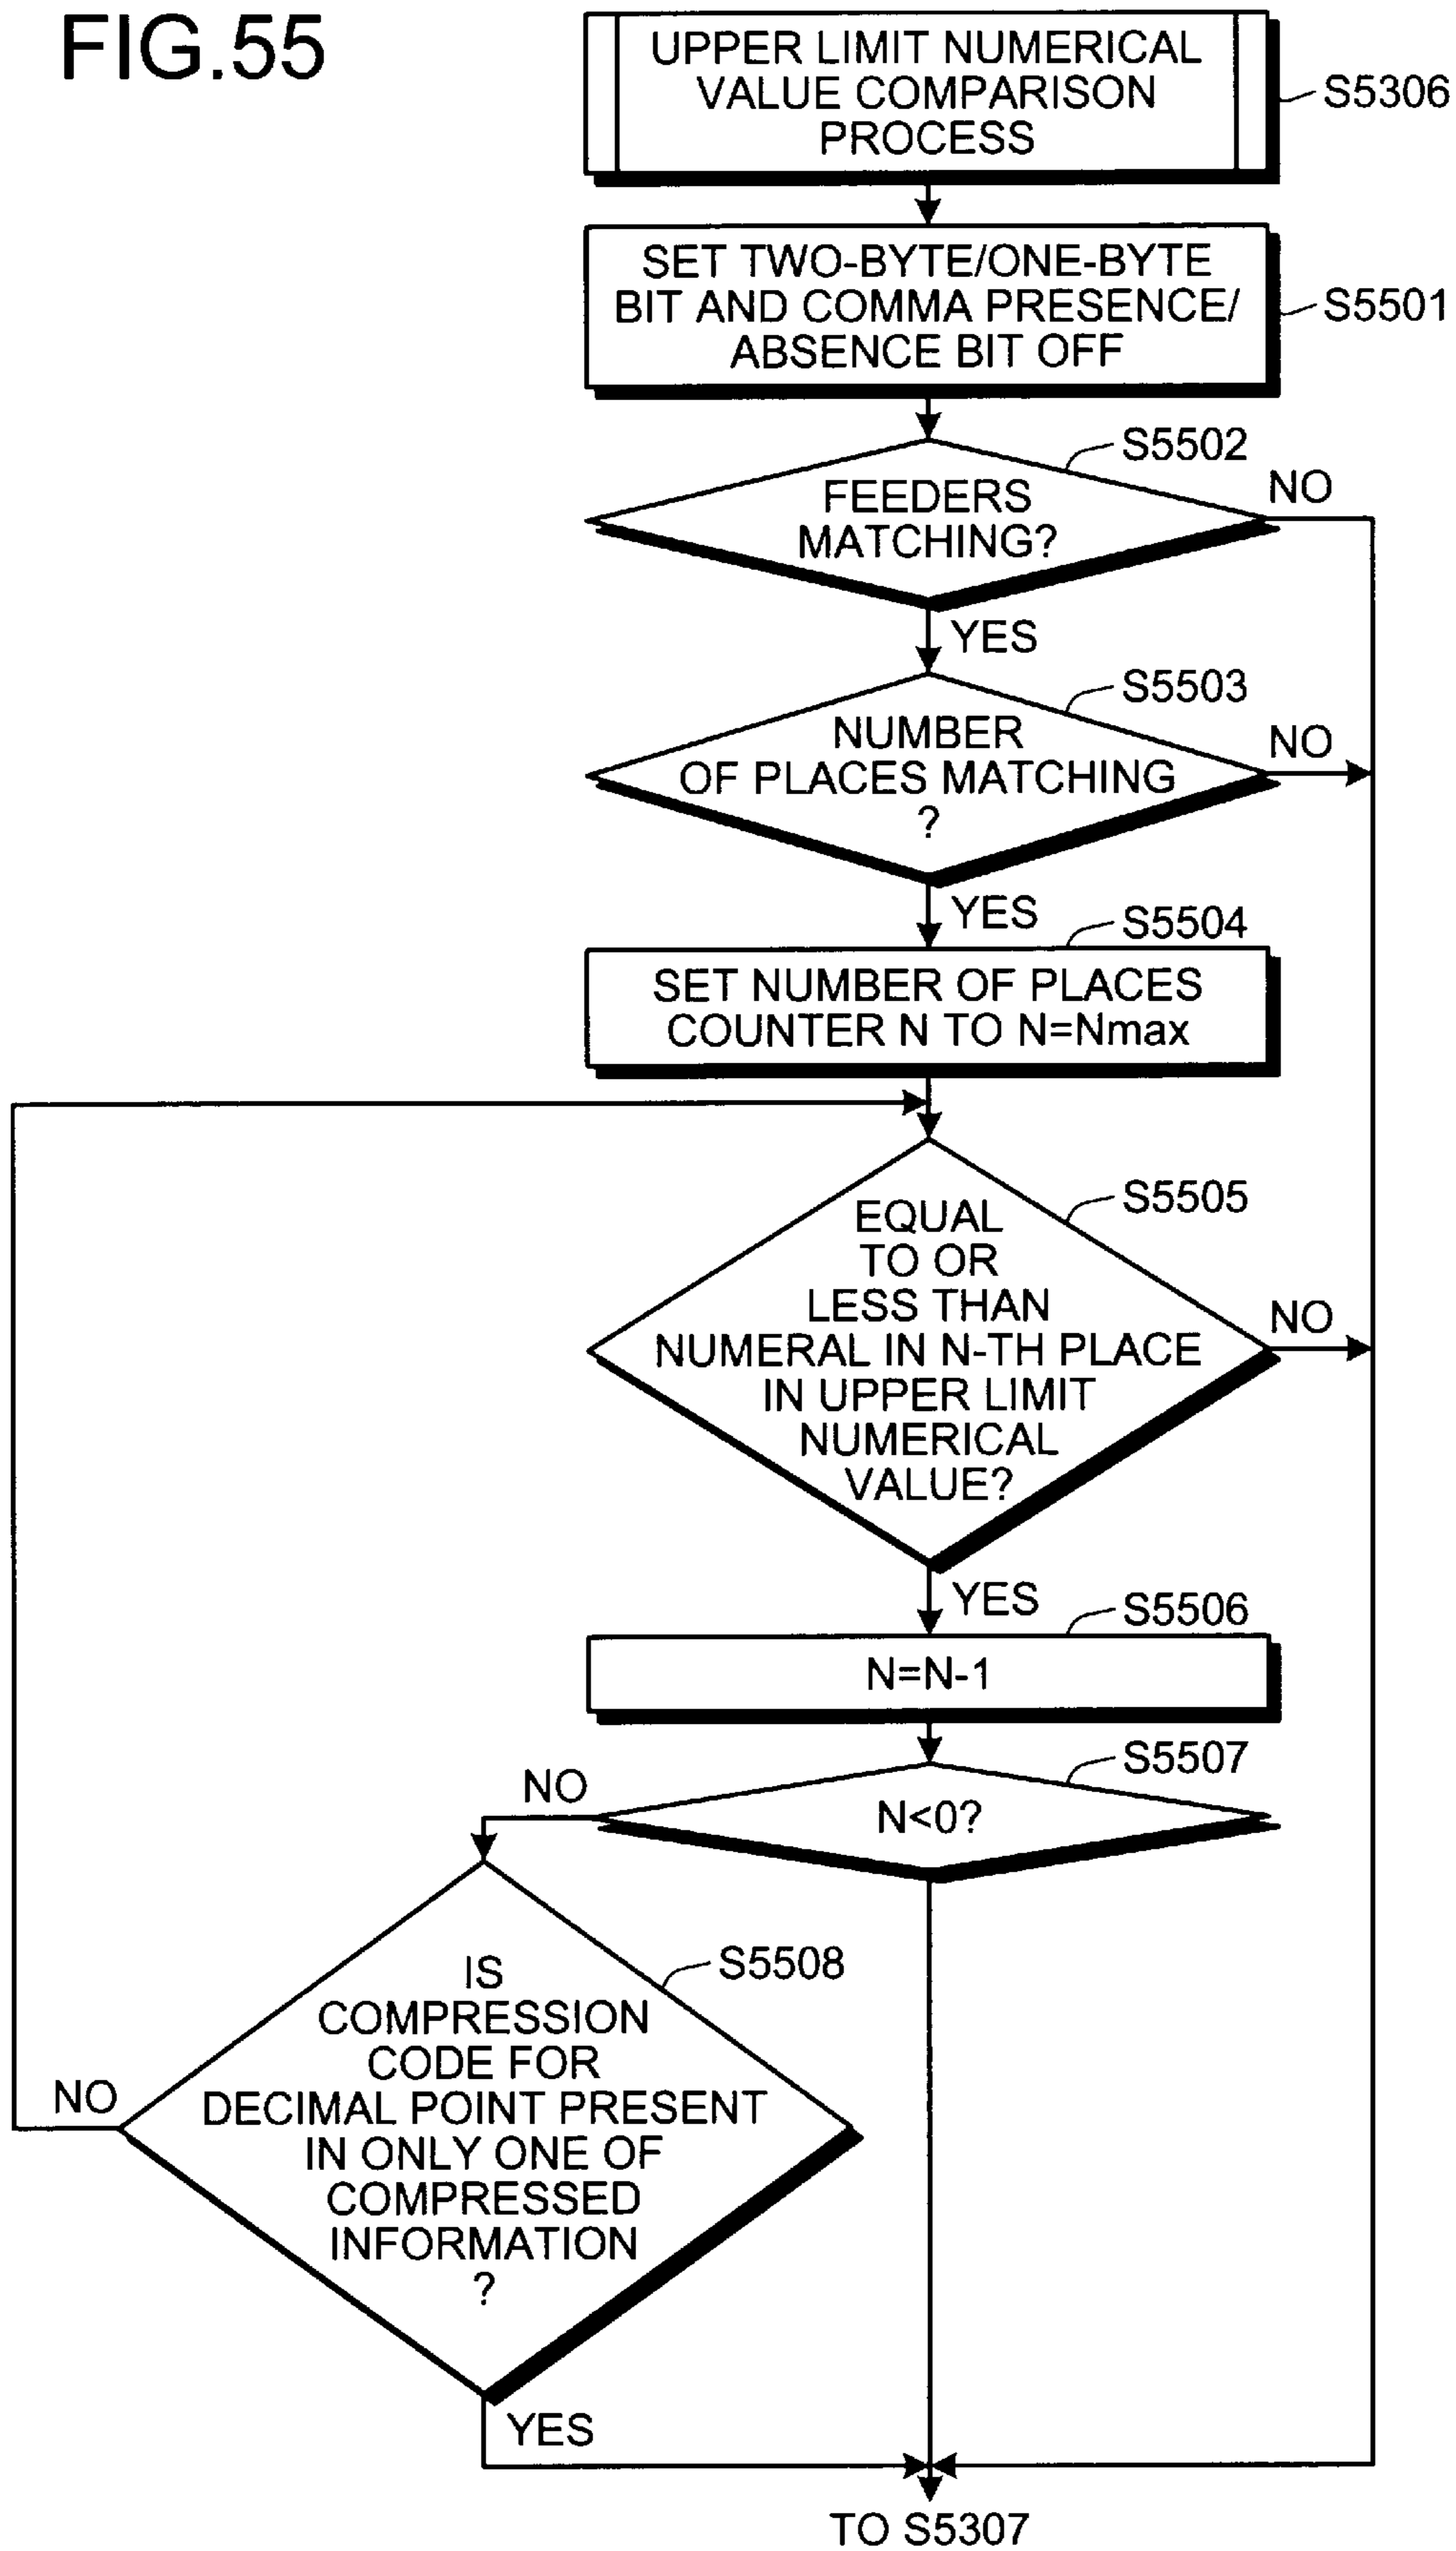 FIG.55
UPPER LIMIT NUMERICAL
VALUE COMPARISON
PROCESS
S5306
SET TWO-BYTE/ONE-BYTE
BIT AND COMMA PRESENCE/
ABSENCE BIT OFF
S5501
S5502
FEEDERS
MATCHING?
NO
YES
S5503
NUMBER
OF PLACES MATCHING
?
NO
YES
S5504
SET NUMBER OF PLACES
COUNTER N TO N=Nmax
S5505
EQUAL
TO OR
LESS THAN
NUMERAL IN N-TH PLACE
IN UPPER LIMIT
NUMERICAL
VALUE?
NO
YES
S5506
N=N-1
S5507
N<0?
NO
S5508
IS
COMPRESSION
CODE FOR
DECIMAL POINT PRESENT
IN ONLY ONE OF
COMPRESSED
INFORMATION
?
NO
YES
TO S5307